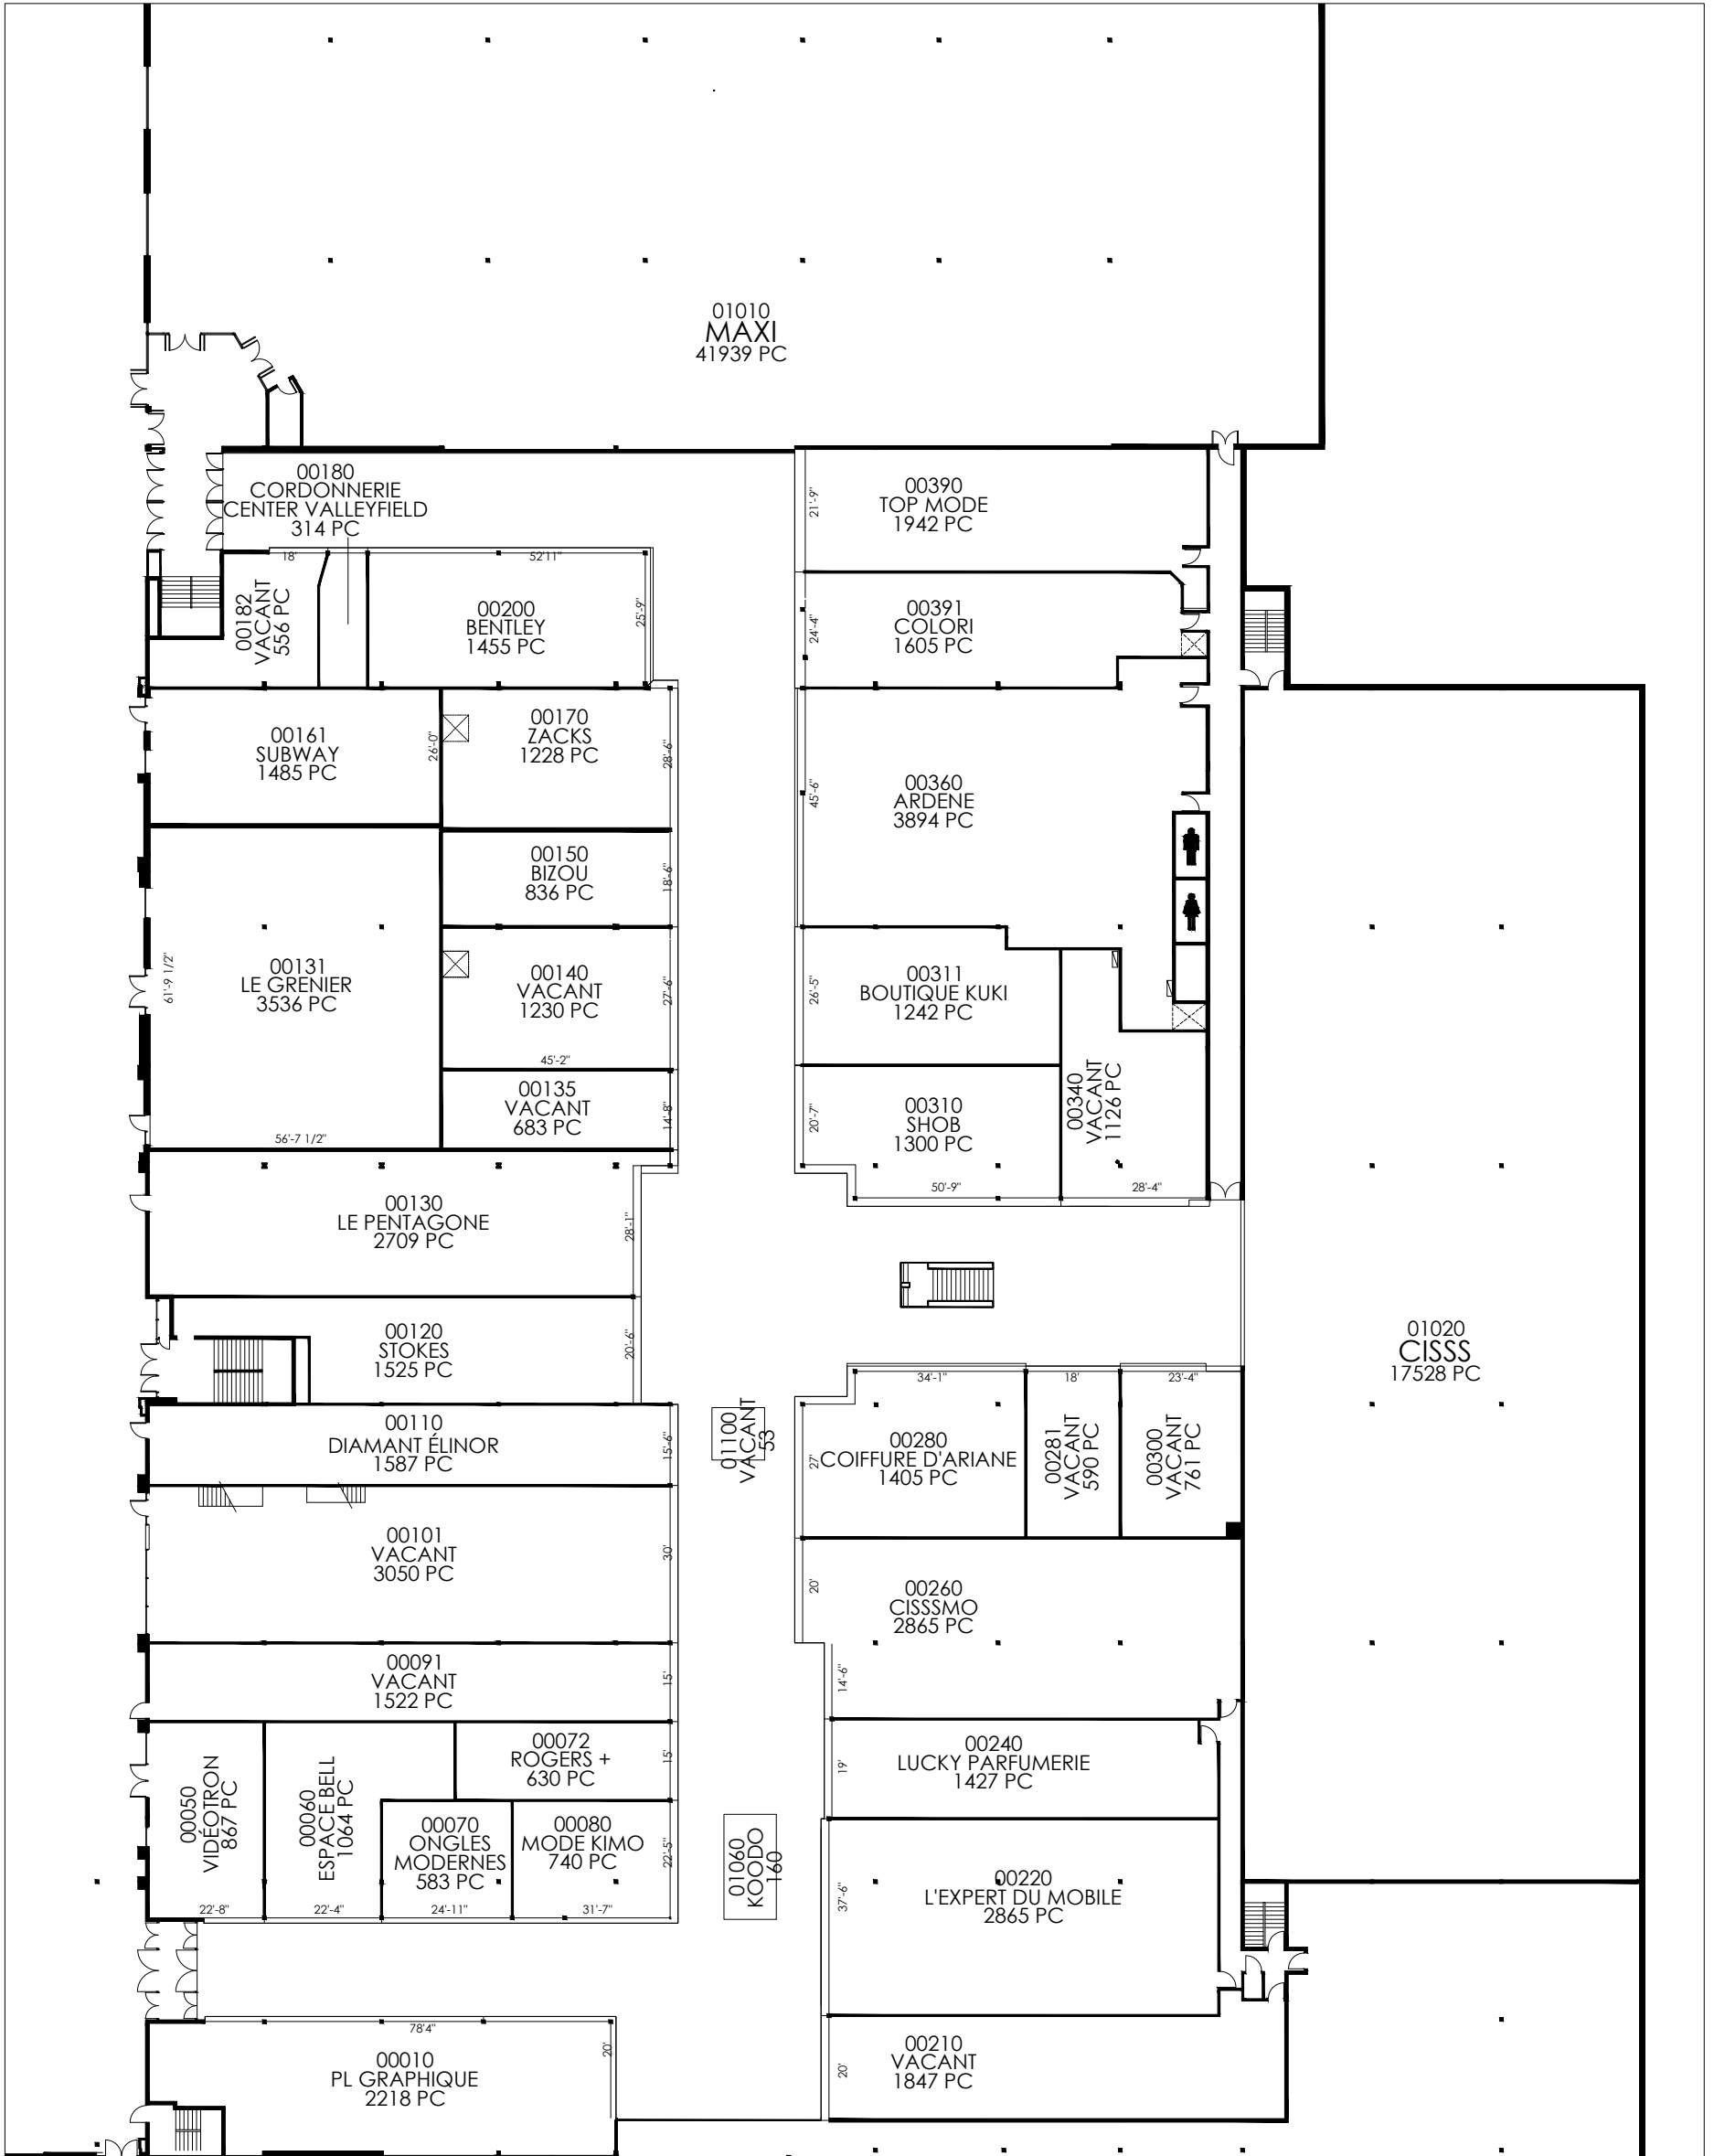 01010
MAXI
41939 PC
00180
CORDONNERIE
CENTER VALLEYFIELD
314 PC
18'
52'11"
25'-9"
00182
VACANT
556 PC
00200
BENTLEY
1455 PC
21'-9"
00390
TOP MODE
1942 PC
24'-4"
00391
COLORI
1605 PC
00161
SUBWAY
1485 PC
26'-0"
00170
ZACKS
1228 PC
28'-6"
45'-6"
00360
ARDENE
3894 PC
00150
BIZOU
836 PC
18'-6"
61'-9 1/2"
00131
LE GRENIER
3536 PC
56'-7 1/2"
00140
VACANT
1230 PC
27'-6"
45'-2"
00135
VACANT
683 PC
14'-8"
26'-5"
00311
BOUTIQUE KUKI
1242 PC
20'-7"
00310
SHOB
1300 PC
50'-9"
00340
VACANT
1126 PC
28'-4"
00130
LE PENTAGONE
2709 PC
28'-1"
00120
STOKES
1525 PC
20'-6"
01020
CISSS
17528 PC
00110
DIAMANT ÉLINOR
1587 PC
15'-6"
01100
VACANT
53
34'-1"
27'
00280
COIFFURE D'ARIANE
1405 PC
18'
00281
VACANT
590 PC
23'-4"
00300
VACANT
761 PC
00101
VACANT
3050 PC
30'
20'
00260
CISSSMO
2865 PC
14'-6"
00091
VACANT
1522 PC
15'
00050
VIDÉOTRON
867 PC
22'-8"
00060
ESPACE BELL
1064 PC
22'-4"
00072
ROGERS +
630 PC
15'
00070
ONGLES
MODERNES
583 PC
24'-11"
00080
MODE KIMO
740 PC
22'-5"
31'-7"
01060
KOODO
160
19'
00240
LUCKY PARFUMERIE
1427 PC
37'-6"
00220
L'EXPERT DU MOBILE
2865 PC
78'4"
20'
00010
PL GRAPHIQUE
2218 PC
20'
00210
VACANT
1847 PC